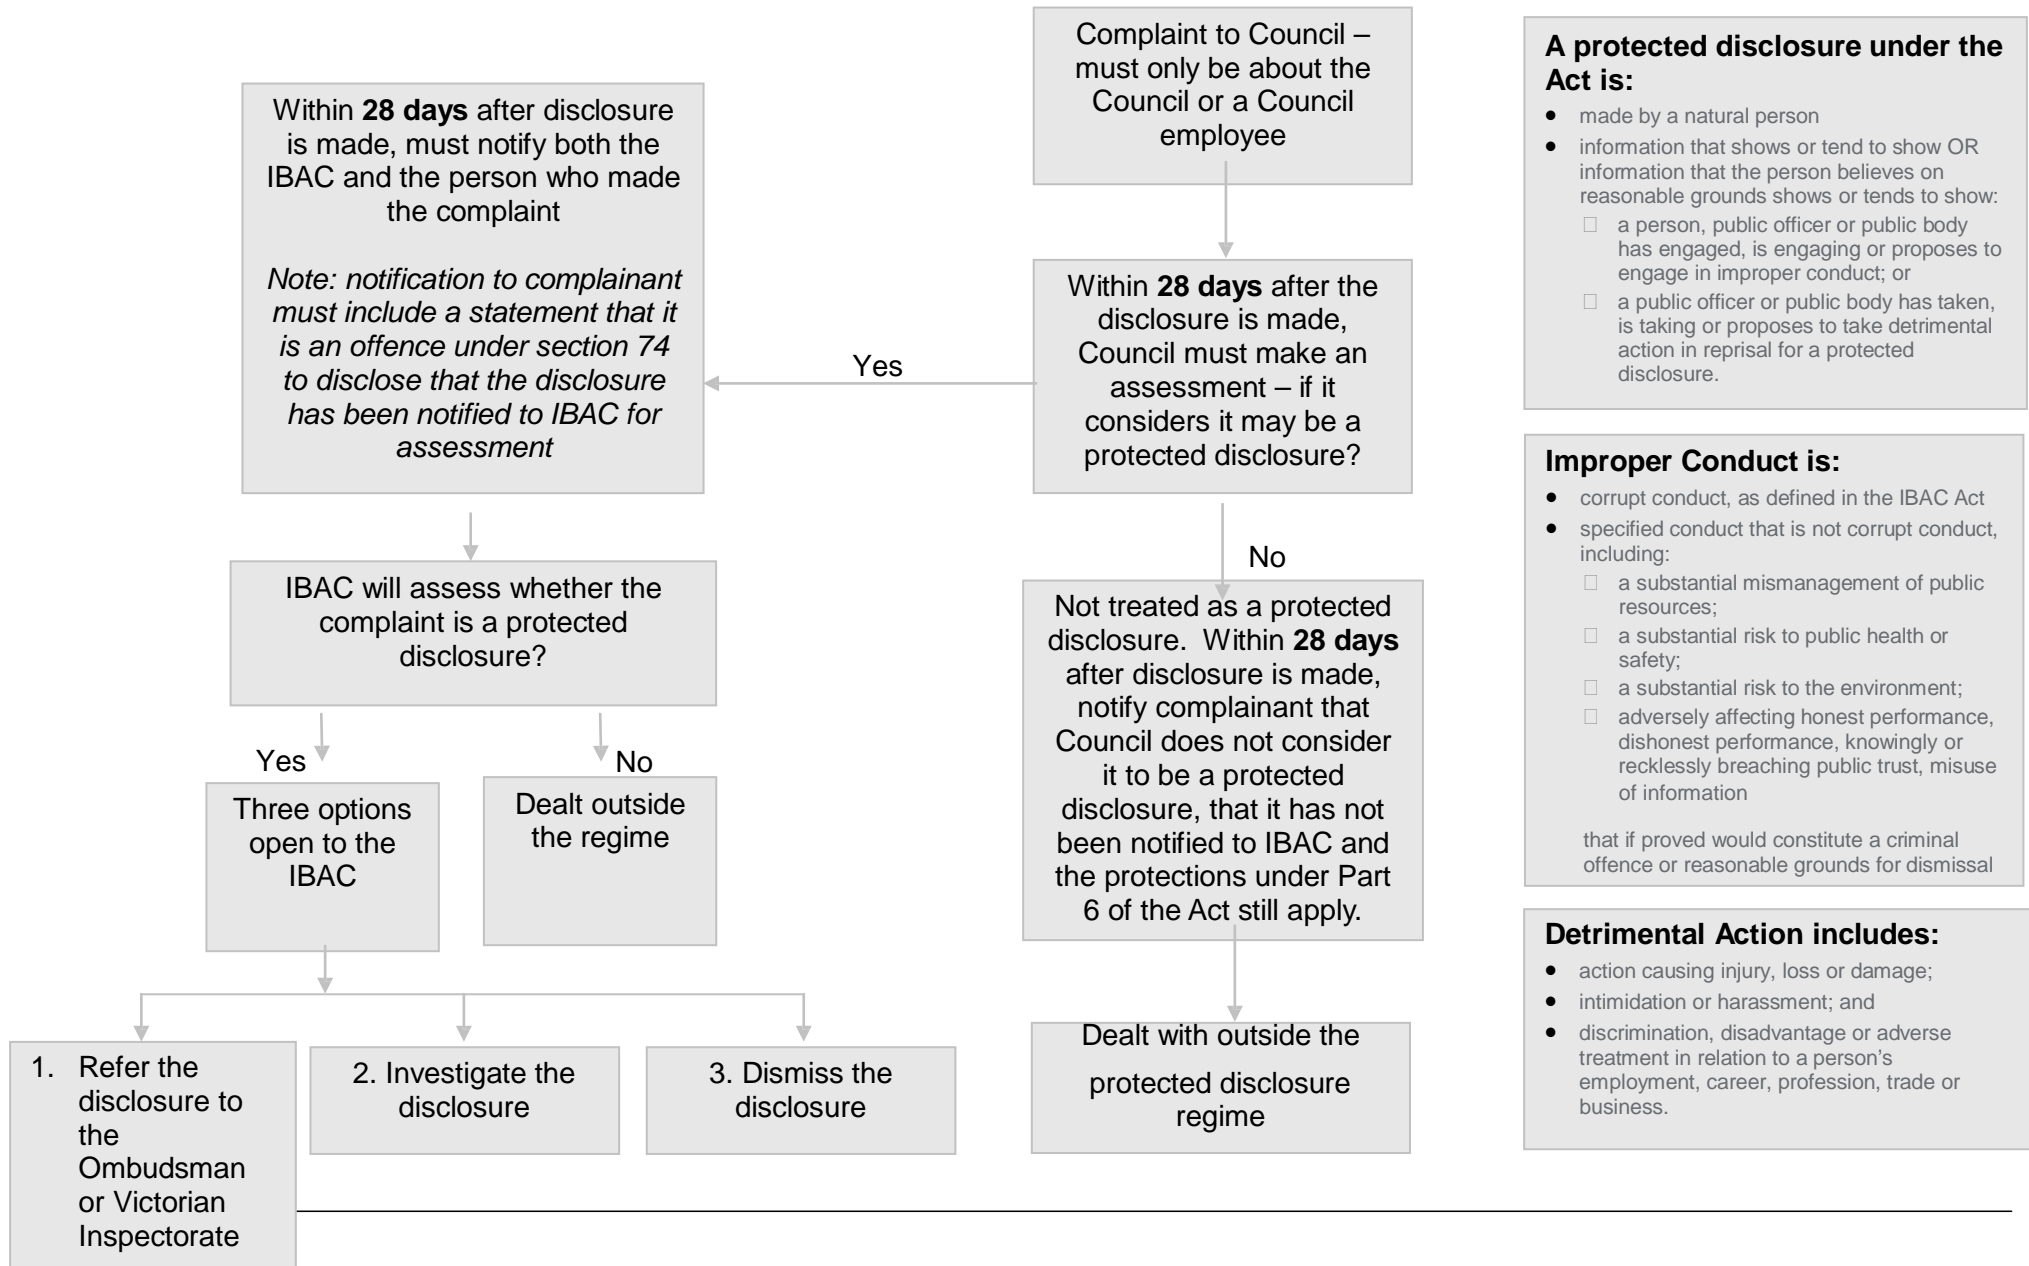 Complaint to Council –
must only be about the
Council or a Council
employee
Within 28 days after the
disclosure is made,
Council must make an
assessment – if it
considers it may be a
protected disclosure?
Yes
Within 28 days after disclosure
is made, must notify both the
IBAC and the person who made
the complaint
Note: notification to complainant
must include a statement that it
is an offence under section 74
to disclose that the disclosure
has been notified to IBAC for
assessment
IBAC will assess whether the
complaint is a protected
disclosure?
Yes
No
Three options
open to the
IBAC
Dealt outside
the regime
1. Refer the
disclosure to
the
Ombudsman
or Victorian
Inspectorate
2. Investigate the
disclosure
3. Dismiss the
disclosure
No
Not treated as a protected
disclosure. Within 28 days
after disclosure is made,
notify complainant that
Council does not consider
it to be a protected
disclosure, that it has not
been notified to IBAC and
the protections under Part
6 of the Act still apply.
Dealt with outside the
protected disclosure
regime
A protected disclosure under the
Act is:
• made by a natural person
• information that shows or tend to show OR
information that the person believes on
reasonable grounds shows or tends to show:
□ a person, public officer or public body
has engaged, is engaging or proposes to
engage in improper conduct; or
□ a public officer or public body has taken,
is taking or proposes to take detrimental
action in reprisal for a protected
disclosure.
Improper Conduct is:
• corrupt conduct, as defined in the IBAC Act
• specified conduct that is not corrupt conduct,
including:
□ a substantial mismanagement of public
resources;
□ a substantial risk to public health or
safety;
□ a substantial risk to the environment;
□ adversely affecting honest performance,
dishonest performance, knowingly or
recklessly breaching public trust, misuse
of information
that if proved would constitute a criminal
offence or reasonable grounds for dismissal
Detrimental Action includes:
• action causing injury, loss or damage;
• intimidation or harassment; and
• discrimination, disadvantage or adverse
treatment in relation to a person's
employment, career, profession, trade or
business.